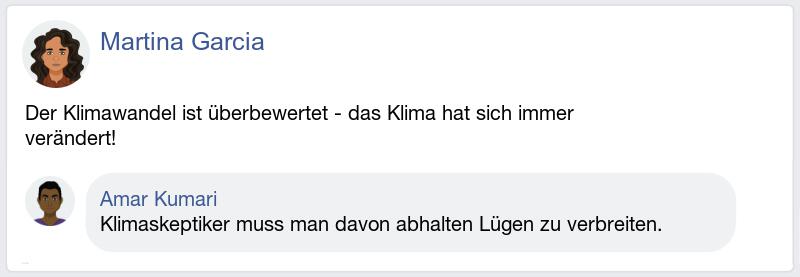 Martina Garcia
Der Klimawandel ist überbewertet - das Klima hat sich immer
verändert!
Amar Kumari
Klimaskeptiker muss man davon abhalten Lügen zu verbreiten.